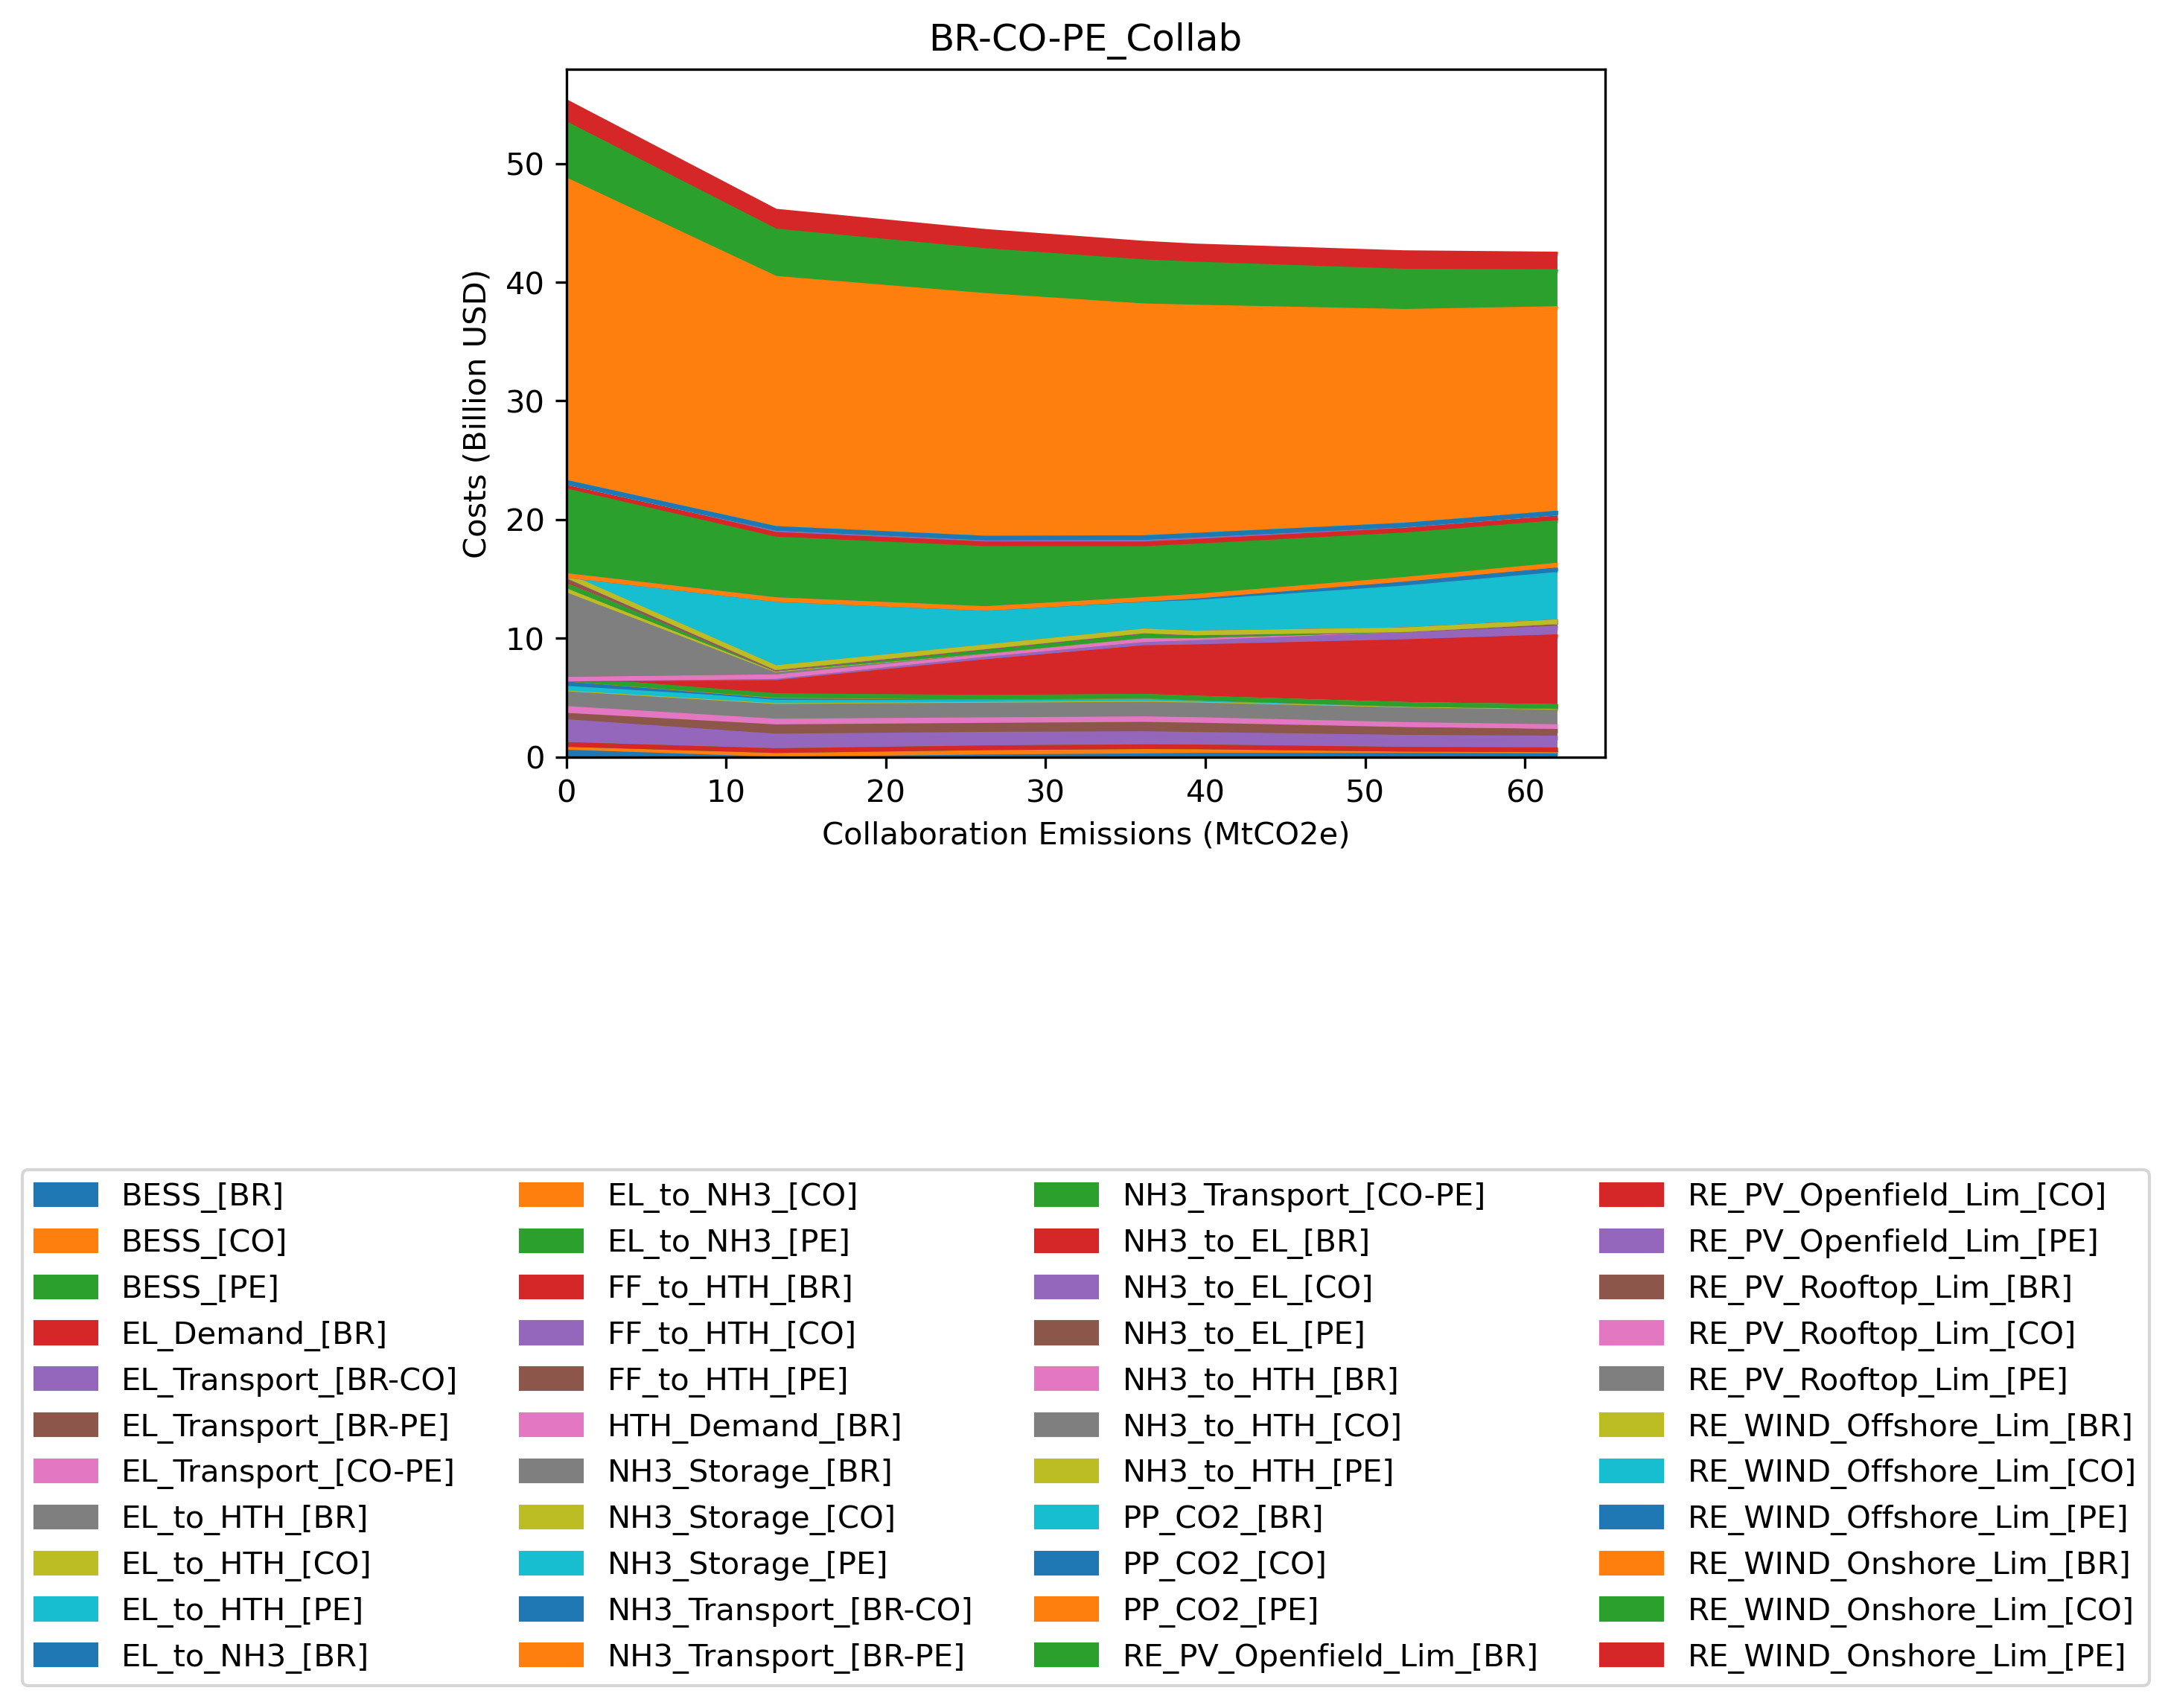 BR-CO-PE_Collab
Costs (Billion USD)
50
40
30
20
10
0
0 10 20 30 40 50 60
Collaboration Emissions (MtCO2e)
BESS_[BR]
BESS_[CO]
BESS_[PE]
EL_Demand_[BR]
EL_Transport_[BR-CO]
EL_Transport_[BR-PE]
EL_Transport_[CO-PE]
EL_to_HTH_[BR]
EL_to_HTH_[CO]
EL_to_HTH_[PE]
EL_to_NH3_[BR]
EL_to_NH3_[CO]
EL_to_NH3_[PE]
FF_to_HTH_[BR]
FF_to_HTH_[CO]
FF_to_HTH_[PE]
HTH_Demand_[BR]
NH3_Storage_[BR]
NH3_Storage_[CO]
NH3_Storage_[PE]
NH3_Transport_[BR-CO]
NH3_Transport_[BR-PE]
NH3_Transport_[CO-PE]
NH3_to_EL_[BR]
NH3_to_EL_[CO]
NH3_to_EL_[PE]
NH3_to_HTH_[BR]
NH3_to_HTH_[CO]
NH3_to_HTH_[PE]
PP_CO2_[BR]
PP_CO2_[CO]
PP_CO2_[PE]
RE_PV_Openfield_Lim_[BR]
RE_PV_Openfield_Lim_[CO]
RE_PV_Openfield_Lim_[PE]
RE_PV_Rooftop_Lim_[BR]
RE_PV_Rooftop_Lim_[CO]
RE_PV_Rooftop_Lim_[PE]
RE_WIND_Offshore_Lim_[BR]
RE_WIND_Offshore_Lim_[CO]
RE_WIND_Offshore_Lim_[PE]
RE_WIND_Onshore_Lim_[BR]
RE_WIND_Onshore_Lim_[CO]
RE_WIND_Onshore_Lim_[PE]